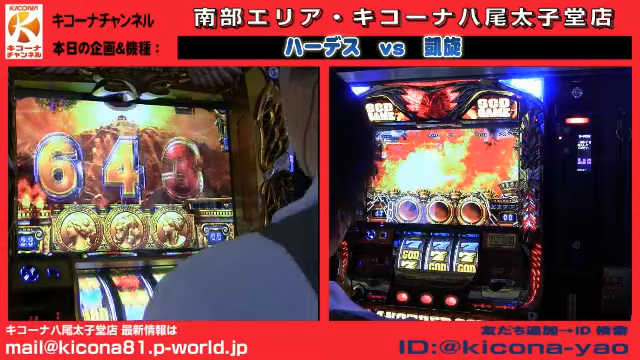 KICONA
キコーナ
チャンネル
キコーナチャンネル
南部エリア・キコーナ八尾太子堂店
本日の企画&機種：
ハーデス　vs　凱旋
643
GOD GAME
GOD GAME
7 7 7
GOD
キコーナ八尾太子堂店 最新情報は
mail@kicona81.p-world.jp
友だち追加→ID 検索
ID:@kicona-yao